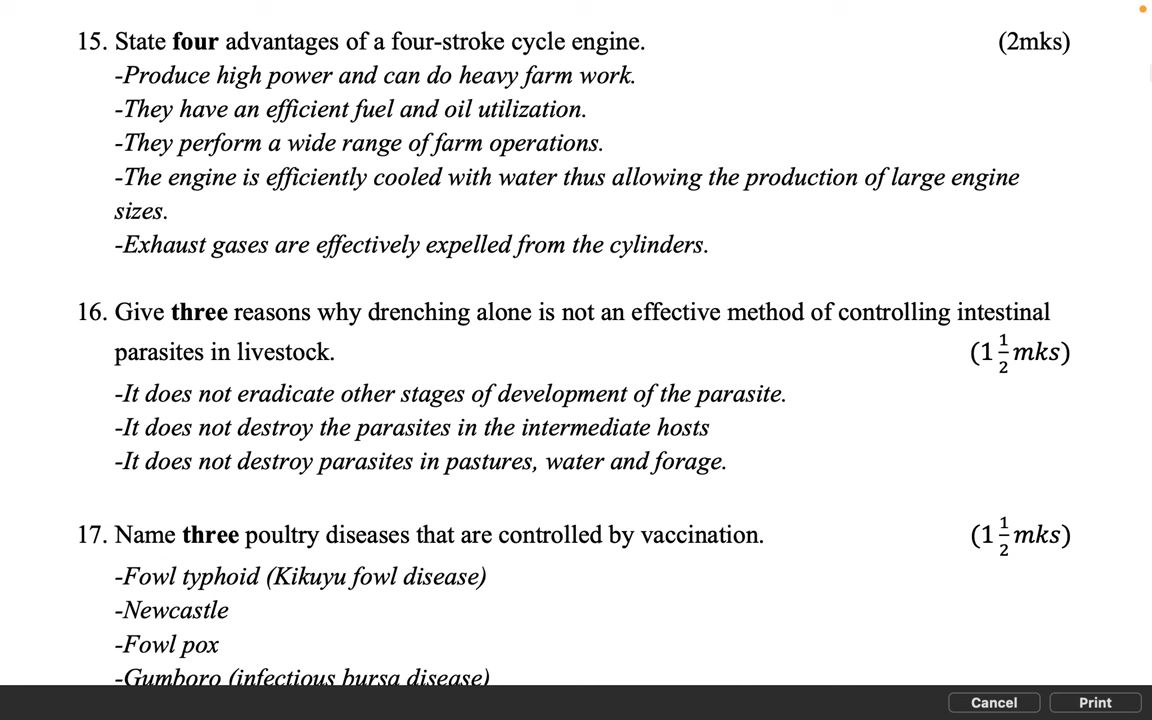 15. State four advantages of a four-stroke cycle engine. (2mks)
-Produce high power and can do heavy farm work.
-They have an efficient fuel and oil utilization.
-They perform a wide range of farm operations.
-The engine is efficiently cooled with water thus allowing the production of large engine
sizes.
-Exhaust gases are effectively expelled from the cylinders.
16. Give three reasons why drenching alone is not an effective method of controlling intestinal
parasites in livestock. (1 1/2 mks)
-It does not eradicate other stages of development of the parasite.
-It does not destroy the parasites in the intermediate hosts
-It does not destroy parasites in pastures, water and forage.
17. Name three poultry diseases that are controlled by vaccination. (1 1/2 mks)
-Fowl typhoid (Kikuyu fowl disease)
-Newcastle
-Fowl pox
-Gumboro (infectious bursa disease)
Cancel Print